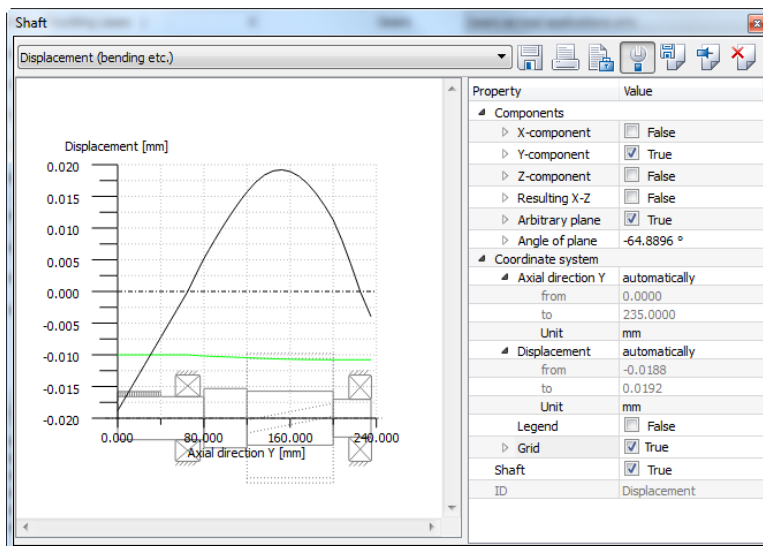 Shaft
Displacement (bending etc.)
Displacement [mm]
0.020
0.015
0.010
0.005
0.000
-0.005
-0.010
-0.015
-0.020
0.000 80.000 160.000 240.000
Axial direction Y [mm]
Property Value
Components
X-component False
Y-component True
Z-component False
Resulting X-Z False
Arbitrary plane True
Angle of plane -64.8896 °
Coordinate system
Axial direction Y automatically
from 0.0000
to 235.0000
Unit mm
Displacement automatically
from -0.0188
to 0.0192
Unit mm
Legend False
Grid True
Shaft True
ID Displacement